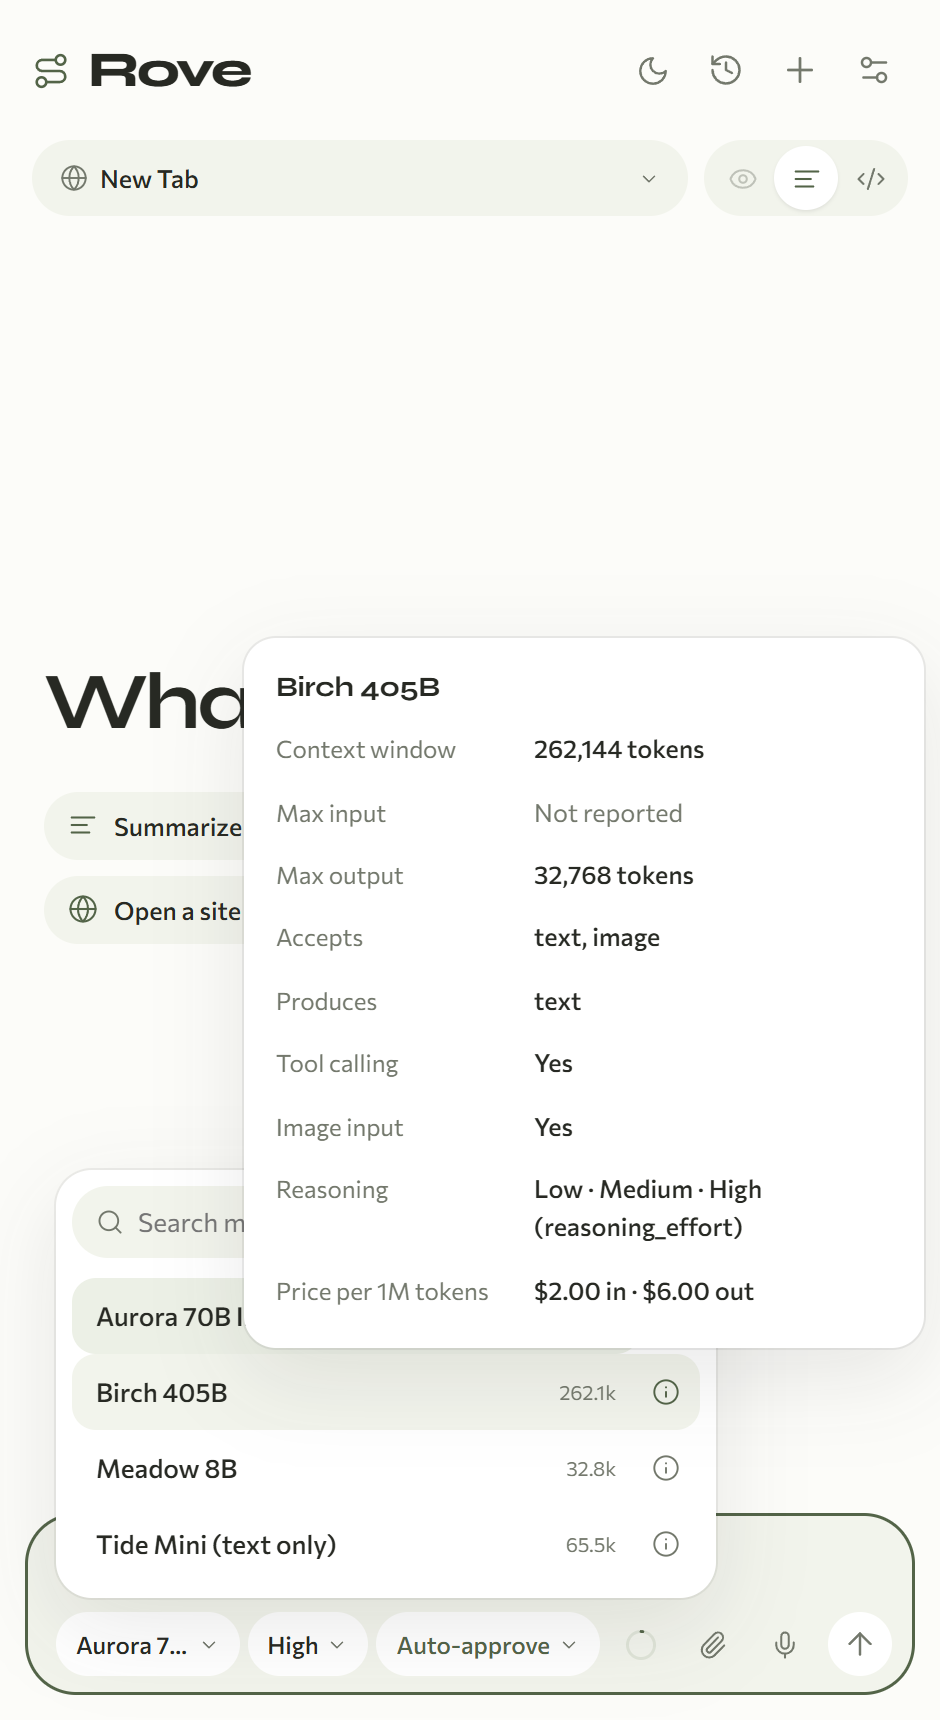 Rove
New Tab
Wha
Summarize
Open a site
Birch 405B
Context window 262,144 tokens
Max input Not reported
Max output 32,768 tokens
Accepts text, image
Produces text
Tool calling Yes
Image input Yes
Reasoning Low · Medium · High
(reasoning_effort)
Price per 1M tokens $2.00 in · $6.00 out
Search m
Aurora 70B I
Birch 405B 262.1k
Meadow 8B 32.8k
Tide Mini (text only) 65.5k
Aurora 7... High Auto-approve